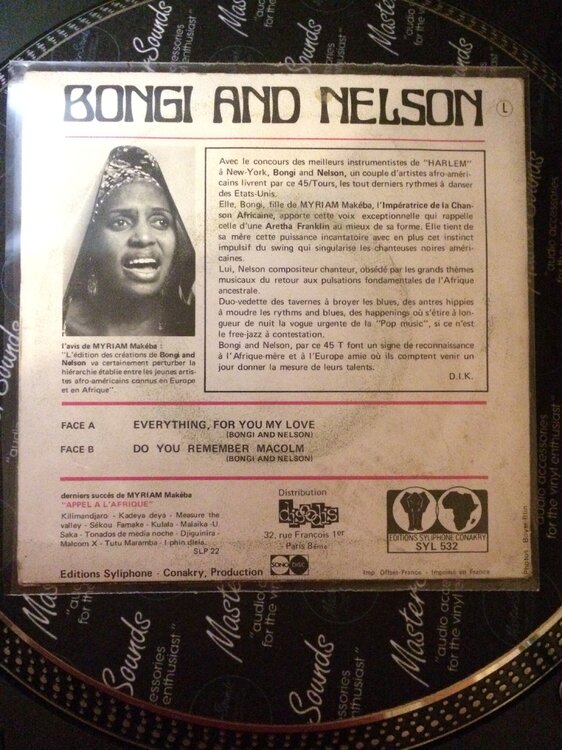 BONGI AND NELSON
L
Avec le concours des meilleurs instrumentistes de "HARLEM"
à New-York, Bongi and Nelson, un couple d'artistes afro-améri-
cains livrent par ce 45/Tours, les tout derniers rythmes à danser
des Etats-Unis.
Elle, Bongi, fille de MYRIAM Makéba, l'Impératrice de la Chan-
son Africaine, apporte cette voix exceptionnelle qui rappelle
celle d'une Aretha Franklin au mieux de sa forme. Elle tient de
sa mère cette puissance incantatoire avec en plus cet instinct
impulsif du swing qui singularise les chanteuses noires améri-
caines.
Lui, Nelson compositeur chanteur, obsédé par les grands thèmes
musicaux du retour aux pulsations fondamentales de l'Afrique
ancestrale.
Duo-vedette des tavernes à broyer les blues, des antres hippies
à moudre les rythms and blues, des happenings où s'étire à lon-
gueur de nuit la vogue urgente de la "Pop music", si ce n'est
le free-jazz à contestation.
Bongi and Nelson, par ce 45 T font un signe de reconnaissance
à l'Afrique-mère et à l'Europe amie où ils comptent venir un
jour donner la mesure de leurs talents.
D.I.K.
l'avis de MYRIAM Makéba :
"L'édition des créations de Bongi and
Nelson va certainement perturber la
hiérarchie établie entre les jeunes artis-
tes afro-américains connus en Europe
et en Afrique".
FACE A EVERYTHING, FOR YOU MY LOVE
(BONGI AND NELSON)
FACE B DO YOU REMEMBER MACOLM
(BONGI AND NELSON)
derniers succés de MYRIAM Makéba
"APPEL A L'AFRIQUE"
Kilimandjaro - Kadeya deya - Measure the
valley - Sékou Famake - Kulala - Malaika - U
Saka - Tonados de media noche - Djiguinira -
Malcom X - Tutu Maramba - I phin dlela.
SLP 22
Distribution
disqodis
32, rue François 1er
- Paris 8ème -
EDITIONS SYLIPHONE CONAKRY
SYL 532
Editions Syliphone - Conakry, Production
SONODISC
Imp. Offset-France - Imprimé en France
Master Sounds
"audio accessories
for the vinyl enthusiast"